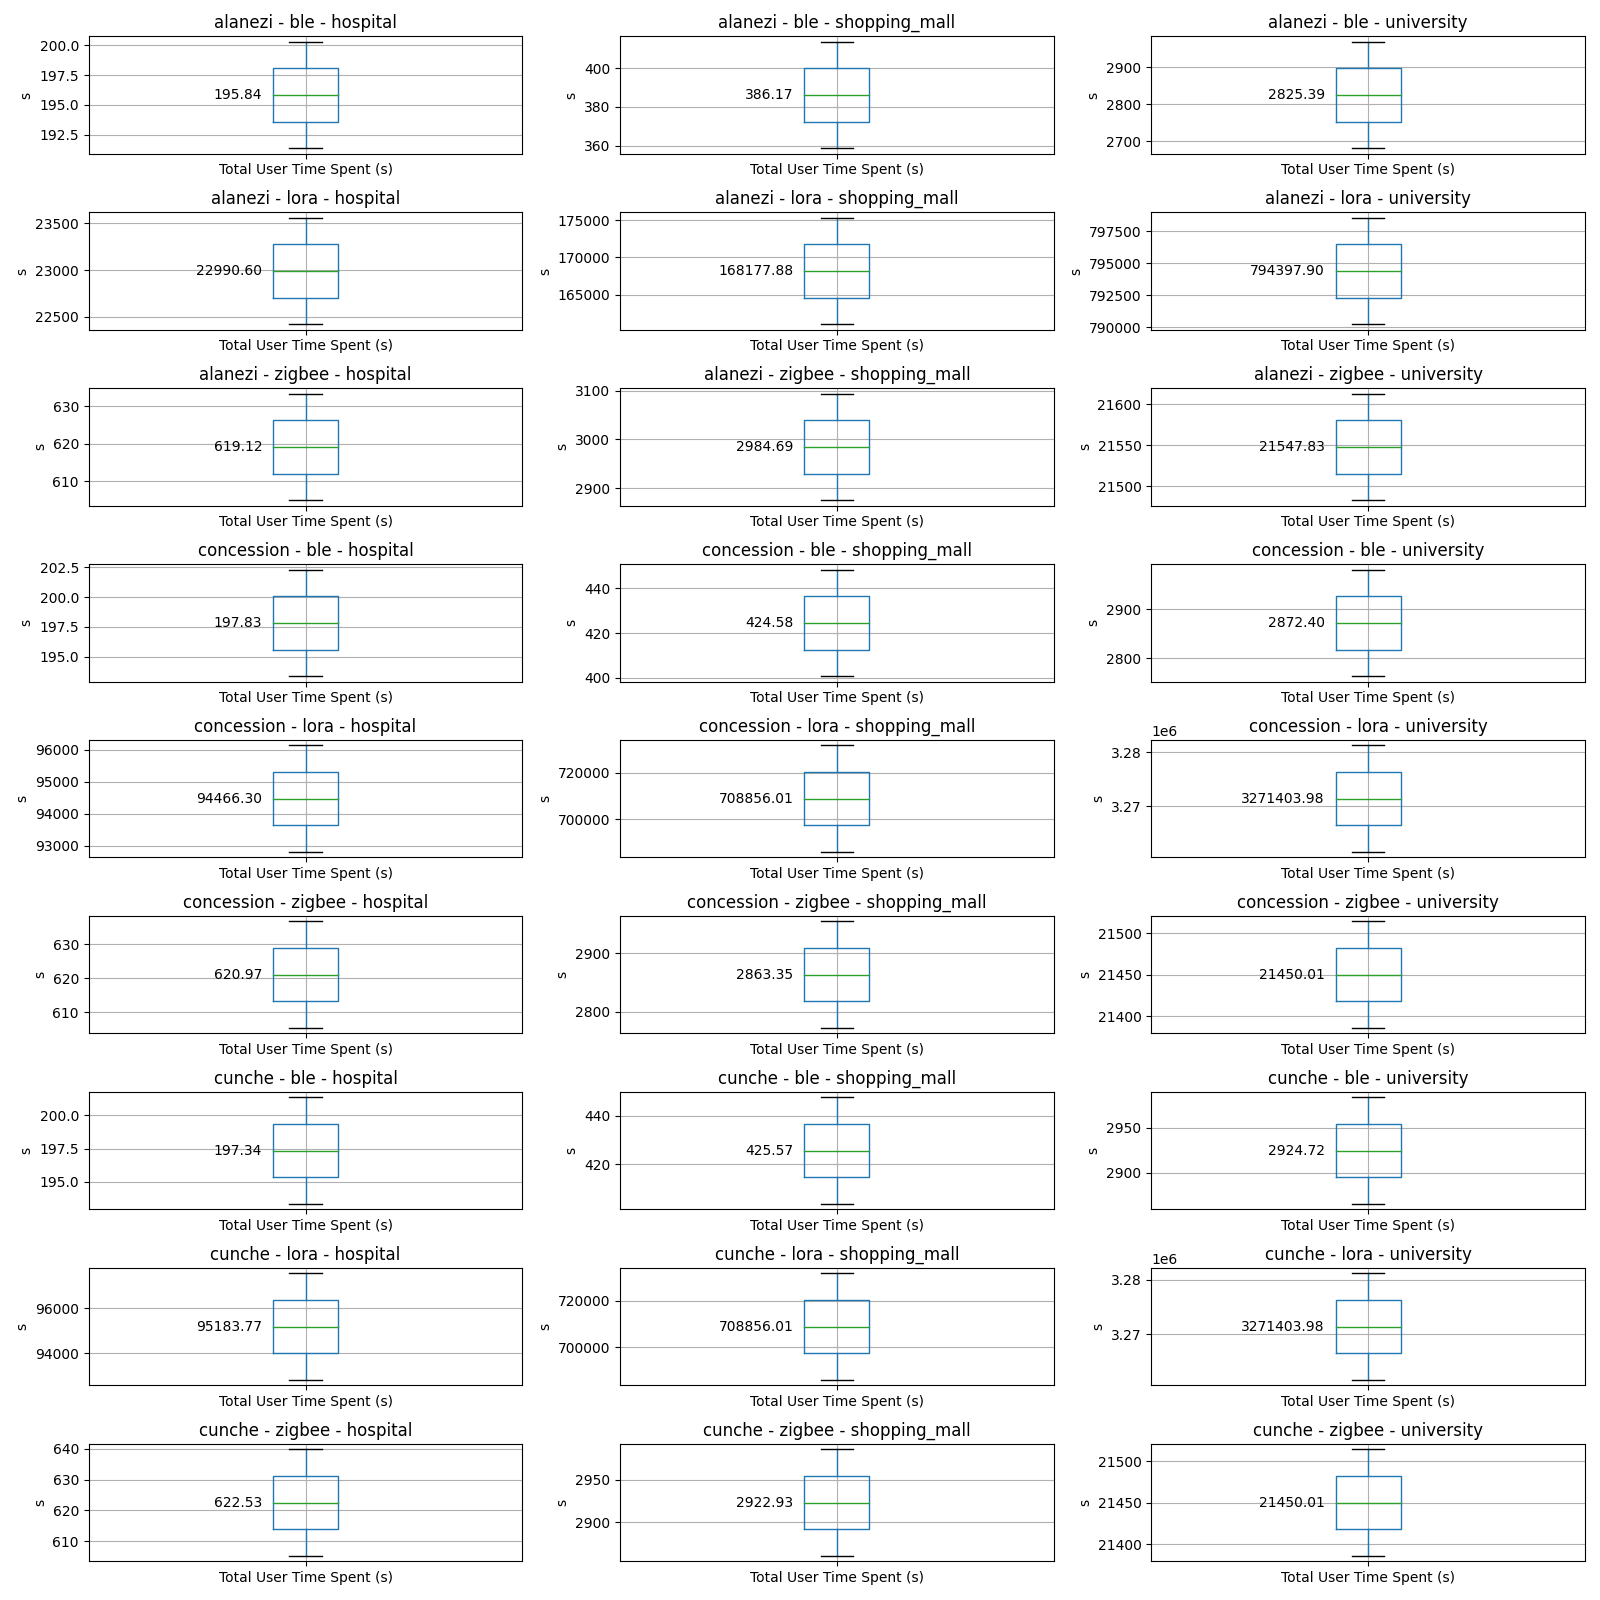 alanezi - ble - hospital
200.0
197.5
195.0
192.5
s
195.84
Total User Time Spent (s)
alanezi - ble - shopping_mall
400
380
360
s
386.17
Total User Time Spent (s)
alanezi - ble - university
2900
2800
2700
s
2825.39
Total User Time Spent (s)
alanezi - lora - hospital
23500
23000
22500
s
22990.60
Total User Time Spent (s)
alanezi - lora - shopping_mall
175000
170000
165000
s
168177.88
Total User Time Spent (s)
alanezi - lora - university
797500
795000
792500
790000
s
794397.90
Total User Time Spent (s)
alanezi - zigbee - hospital
630
620
610
s
619.12
Total User Time Spent (s)
alanezi - zigbee - shopping_mall
3100
3000
2900
s
2984.69
Total User Time Spent (s)
alanezi - zigbee - university
21600
21550
21500
s
21547.83
Total User Time Spent (s)
concession - ble - hospital
202.5
200.0
197.5
195.0
s
197.83
Total User Time Spent (s)
concession - ble - shopping_mall
440
420
400
s
424.58
Total User Time Spent (s)
concession - ble - university
2900
2800
s
2872.40
Total User Time Spent (s)
concession - lora - hospital
96000
95000
94000
93000
s
94466.30
Total User Time Spent (s)
concession - lora - shopping_mall
720000
700000
s
708856.01
Total User Time Spent (s)
concession - lora - university
1e6
3.28
3.27
s
3271403.98
Total User Time Spent (s)
concession - zigbee - hospital
630
620
610
s
620.97
Total User Time Spent (s)
concession - zigbee - shopping_mall
2900
2800
s
2863.35
Total User Time Spent (s)
concession - zigbee - university
21500
21450
21400
s
21450.01
Total User Time Spent (s)
cunche - ble - hospital
200.0
197.5
195.0
s
197.34
Total User Time Spent (s)
cunche - ble - shopping_mall
440
420
s
425.57
Total User Time Spent (s)
cunche - ble - university
2950
2900
s
2924.72
Total User Time Spent (s)
cunche - lora - hospital
96000
94000
s
95183.77
Total User Time Spent (s)
cunche - lora - shopping_mall
720000
700000
s
708856.01
Total User Time Spent (s)
cunche - lora - university
1e6
3.28
3.27
s
3271403.98
Total User Time Spent (s)
cunche - zigbee - hospital
640
630
620
610
s
622.53
Total User Time Spent (s)
cunche - zigbee - shopping_mall
2950
2900
s
2922.93
Total User Time Spent (s)
cunche - zigbee - university
21500
21450
21400
s
21450.01
Total User Time Spent (s)